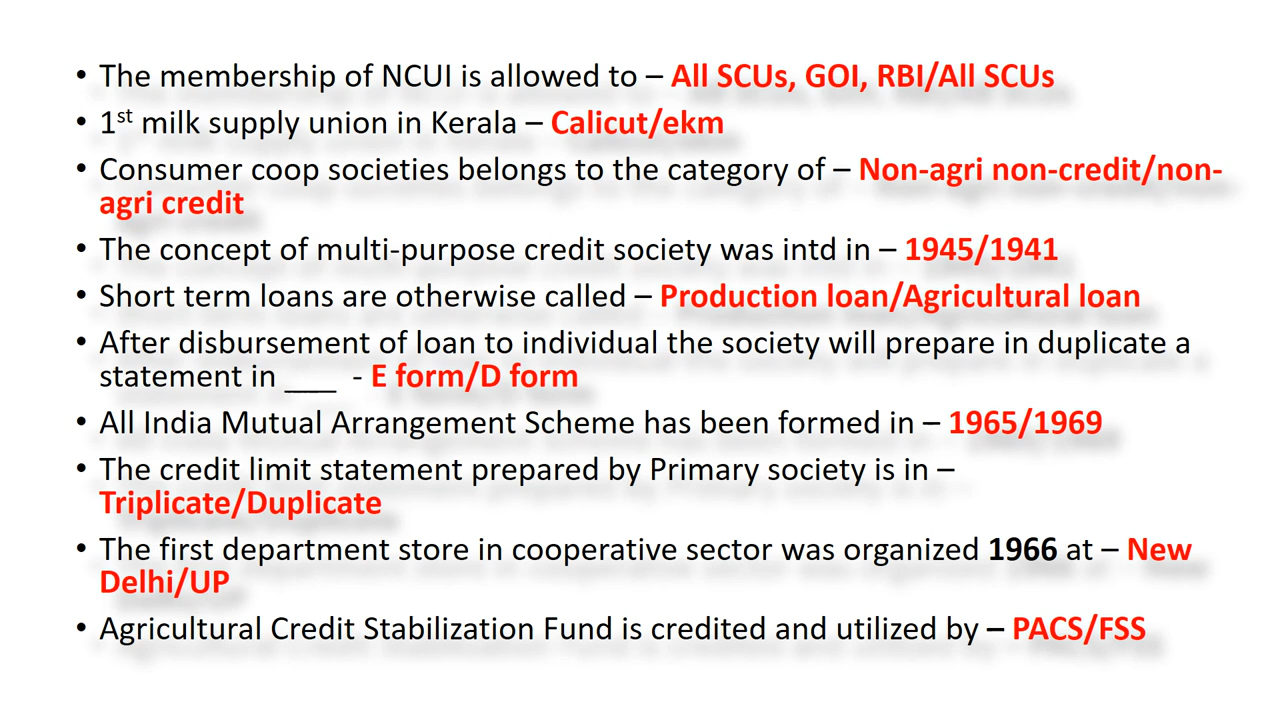 • The membership of NCUI is allowed to – All SCUs, GOI, RBI/All SCUs
• 1st milk supply union in Kerala – Calicut/ekm
• Consumer coop societies belongs to the category of – Non-agri non-credit/non-
agri credit
• The concept of multi-purpose credit society was intd in – 1945/1941
• Short term loans are otherwise called – Production loan/Agricultural loan
• After disbursement of loan to individual the society will prepare in duplicate a
statement in ___ - E form/D form
• All India Mutual Arrangement Scheme has been formed in – 1965/1969
• The credit limit statement prepared by Primary society is in –
Triplicate/Duplicate
• The first department store in cooperative sector was organized 1966 at – New
Delhi/UP
• Agricultural Credit Stabilization Fund is credited and utilized by – PACS/FSS